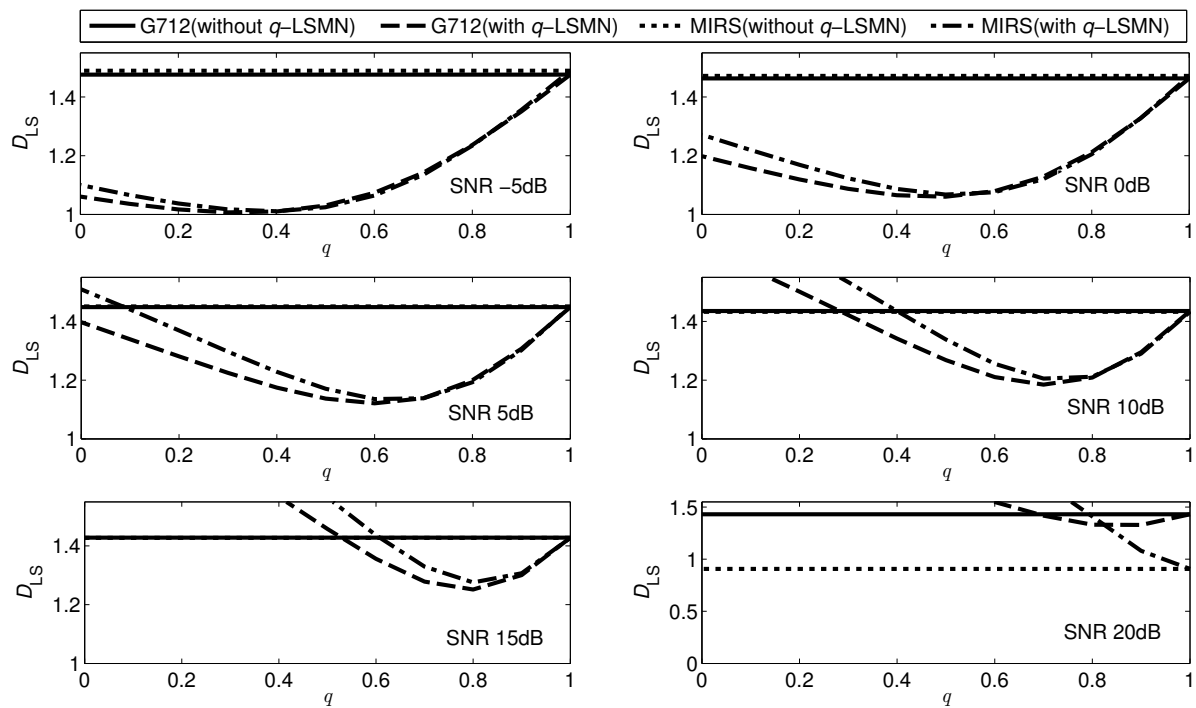 G712(without q−LSMN) G712(with q−LSMN) MIRS(without q−LSMN) MIRS(with q−LSMN)
1.4
1.2
1
D_LS
SNR −5dB
0 0.2 0.4 0.6 0.8 1
q
1.4
1.2
1
D_LS
SNR 0dB
0 0.2 0.4 0.6 0.8 1
q
1.4
1.2
1
D_LS
SNR 5dB
0 0.2 0.4 0.6 0.8 1
q
1.4
1.2
1
D_LS
SNR 10dB
0 0.2 0.4 0.6 0.8 1
q
1.4
1.2
1
D_LS
SNR 15dB
0 0.2 0.4 0.6 0.8 1
q
1.5
1
0.5
0
D_LS
SNR 20dB
0 0.2 0.4 0.6 0.8 1
q